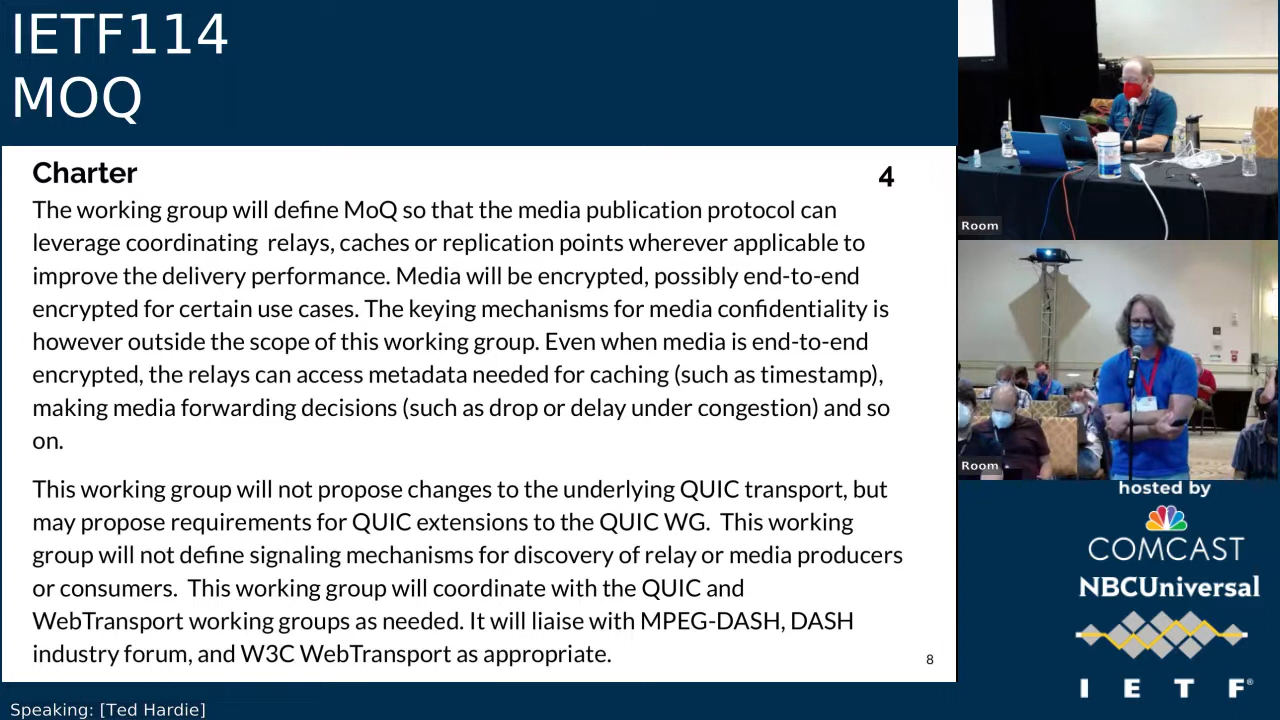 IETF114
MOQ
Charter
4
The working group will define MoQ so that the media publication protocol can
leverage coordinating  relays, caches or replication points wherever applicable to
improve the delivery performance. Media will be encrypted, possibly end-to-end
encrypted for certain use cases. The keying mechanisms for media confidentiality is
however outside the scope of this working group. Even when media is end-to-end
encrypted, the relays can access metadata needed for caching (such as timestamp),
making media forwarding decisions (such as drop or delay under congestion) and so
on.
This working group will not propose changes to the underlying QUIC transport, but
may propose requirements for QUIC extensions to the QUIC WG.  This working
group will not define signaling mechanisms for discovery of relay or media producers
or consumers.  This working group will coordinate with the QUIC and
WebTransport working groups as needed. It will liaise with MPEG-DASH, DASH
industry forum, and W3C WebTransport as appropriate.
8
Room
Room
hosted by
COMCAST
NBCUniversal
I E T F®
Speaking: [Ted Hardie]